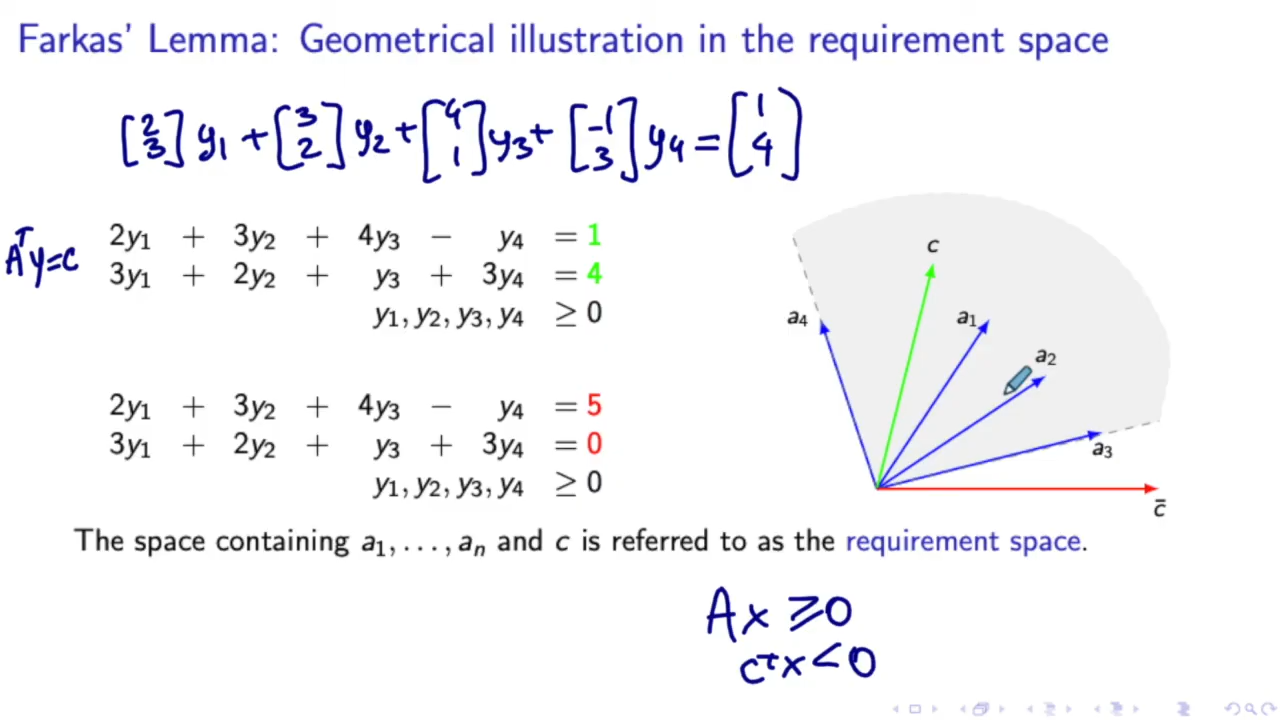 Farkas' Lemma: Geometrical illustration in the requirement space
[2 3] y₁ + [3 2] y₂ + [4 1] y₃ + [-1 3] y₄ = [1 4]
Aᵀy=c
2y₁ + 3y₂ + 4y₃ − y₄ = 1
3y₁ + 2y₂ + y₃ + 3y₄ = 4
y₁, y₂, y₃, y₄ ≥ 0
2y₁ + 3y₂ + 4y₃ − y₄ = 5
3y₁ + 2y₂ + y₃ + 3y₄ = 0
y₁, y₂, y₃, y₄ ≥ 0
c
a₄
a₁
a₂
a₃
c̄
The space containing a₁, . . . , aₙ and c is referred to as the requirement space.
Ax ≥ 0
cᵀx < 0